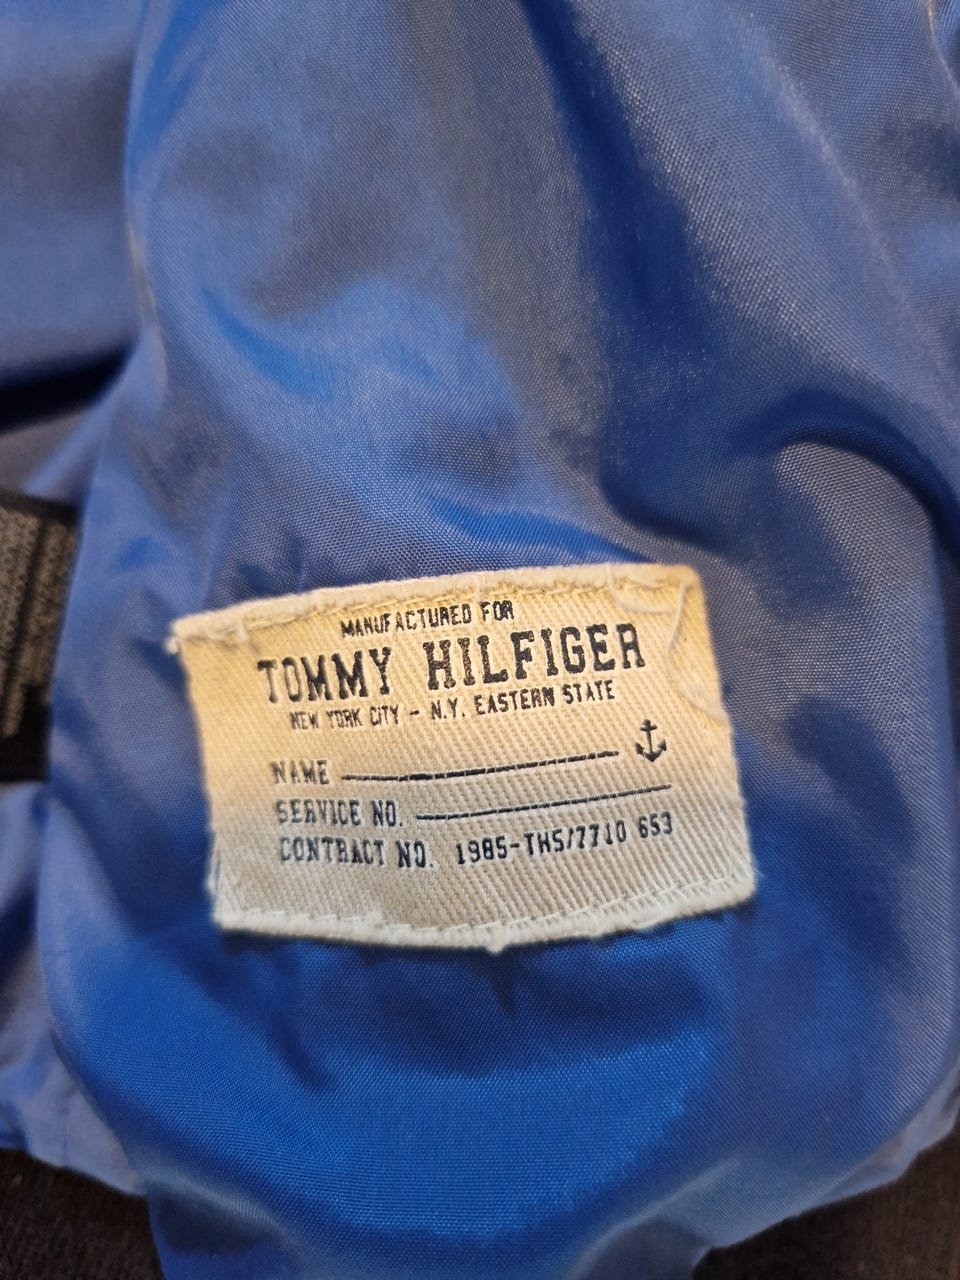 MANUFACTURED FOR
TOMMY HILFIGER
NEW YORK CITY - N.Y. EASTERN STATE
NAME
SERVICE NO.
CONTRACT NO. 1985-THS/7710 653